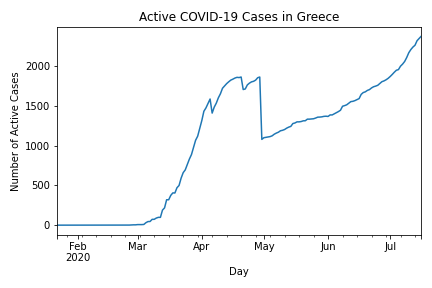 Active COVID-19 Cases in Greece
Number of Active Cases
2000
1500
1000
500
0
Feb Mar Apr May Jun Jul
2020
Day